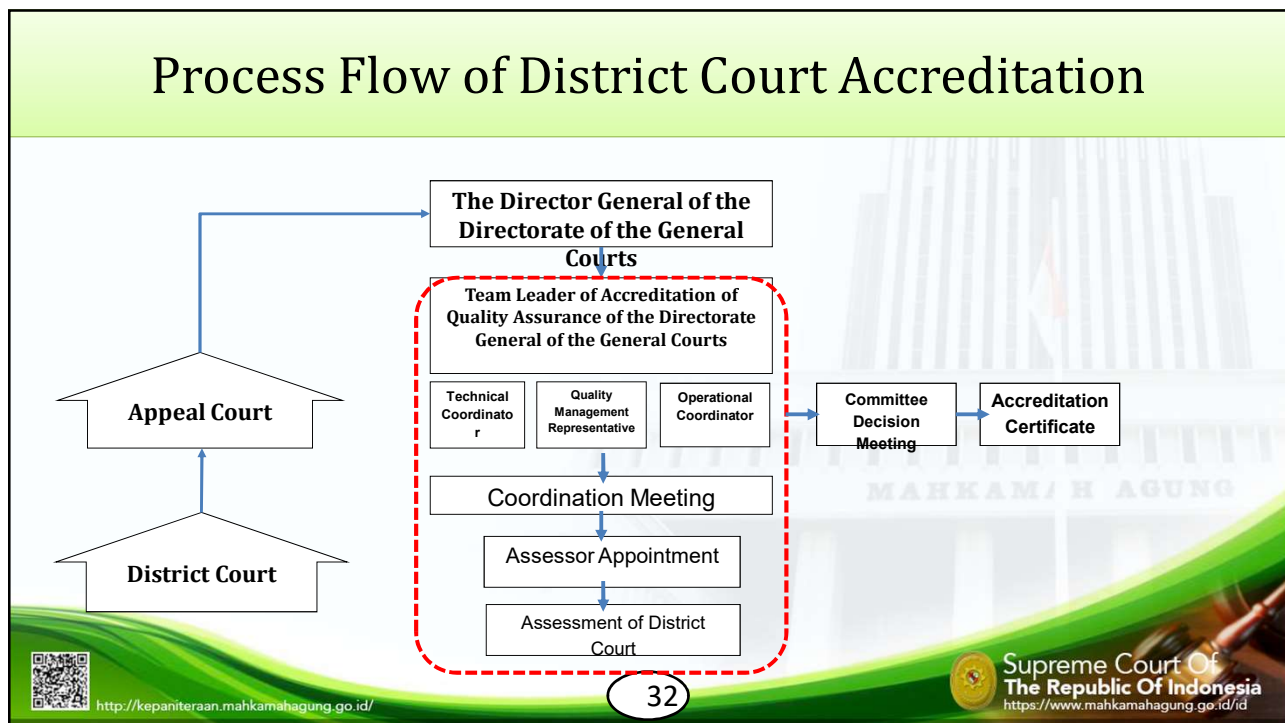 Process Flow of District Court Accreditation
The Director General of the
Directorate of the General
Courts
Team Leader of Accreditation of
Quality Assurance of the Directorate
General of the General Courts
Appeal Court
Technical
Coordinato
r
Quality
Management
Representative
Operational
Coordinator
Committee
Decision
Meeting
Accreditation
Certificate
Coordination Meeting
Assessor Appointment
District Court
Assessment of District
Court
MAHKAMAH AGUNG
http://kepaniteraan.mahkamahagung.go.id/
32
Supreme Court Of
The Republic Of Indonesia
https://www.mahkamahagung.go.id/id